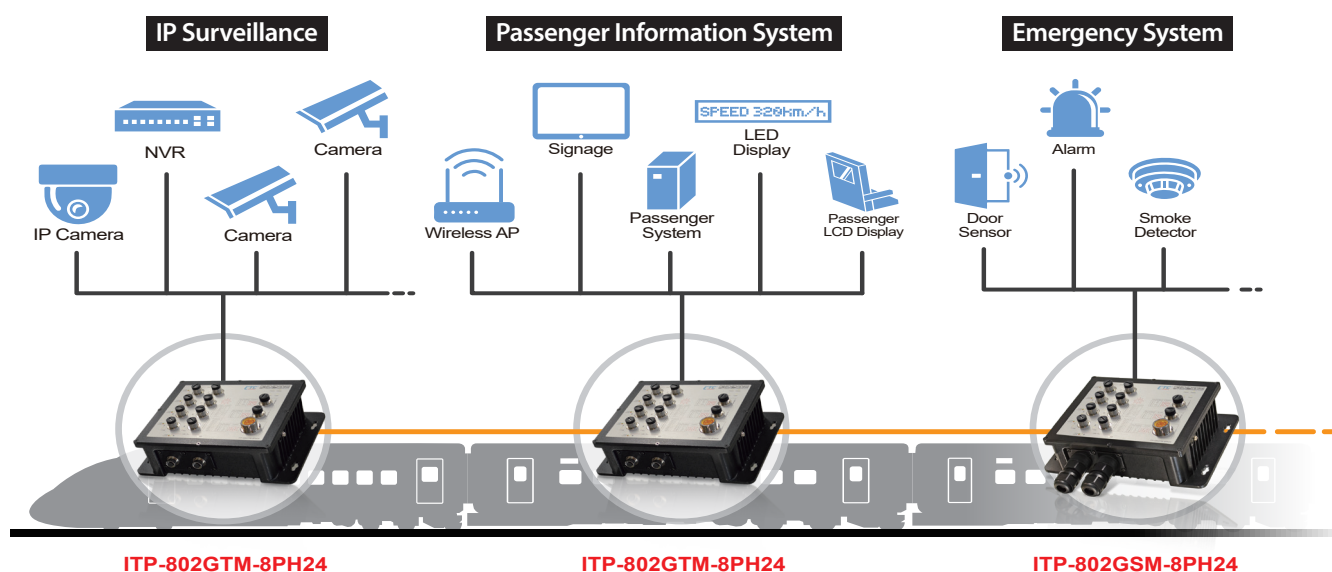 IP Surveillance
Passenger Information System
Emergency System
NVR
Camera
IP Camera
Camera
Signage
SPEED 320km/h
LED
Display
Wireless AP
Passenger
System
Passenger
LCD Display
Alarm
Door
Sensor
Smoke
Detector
ITP-802GTM-8PH24
ITP-802GTM-8PH24
ITP-802GSM-8PH24